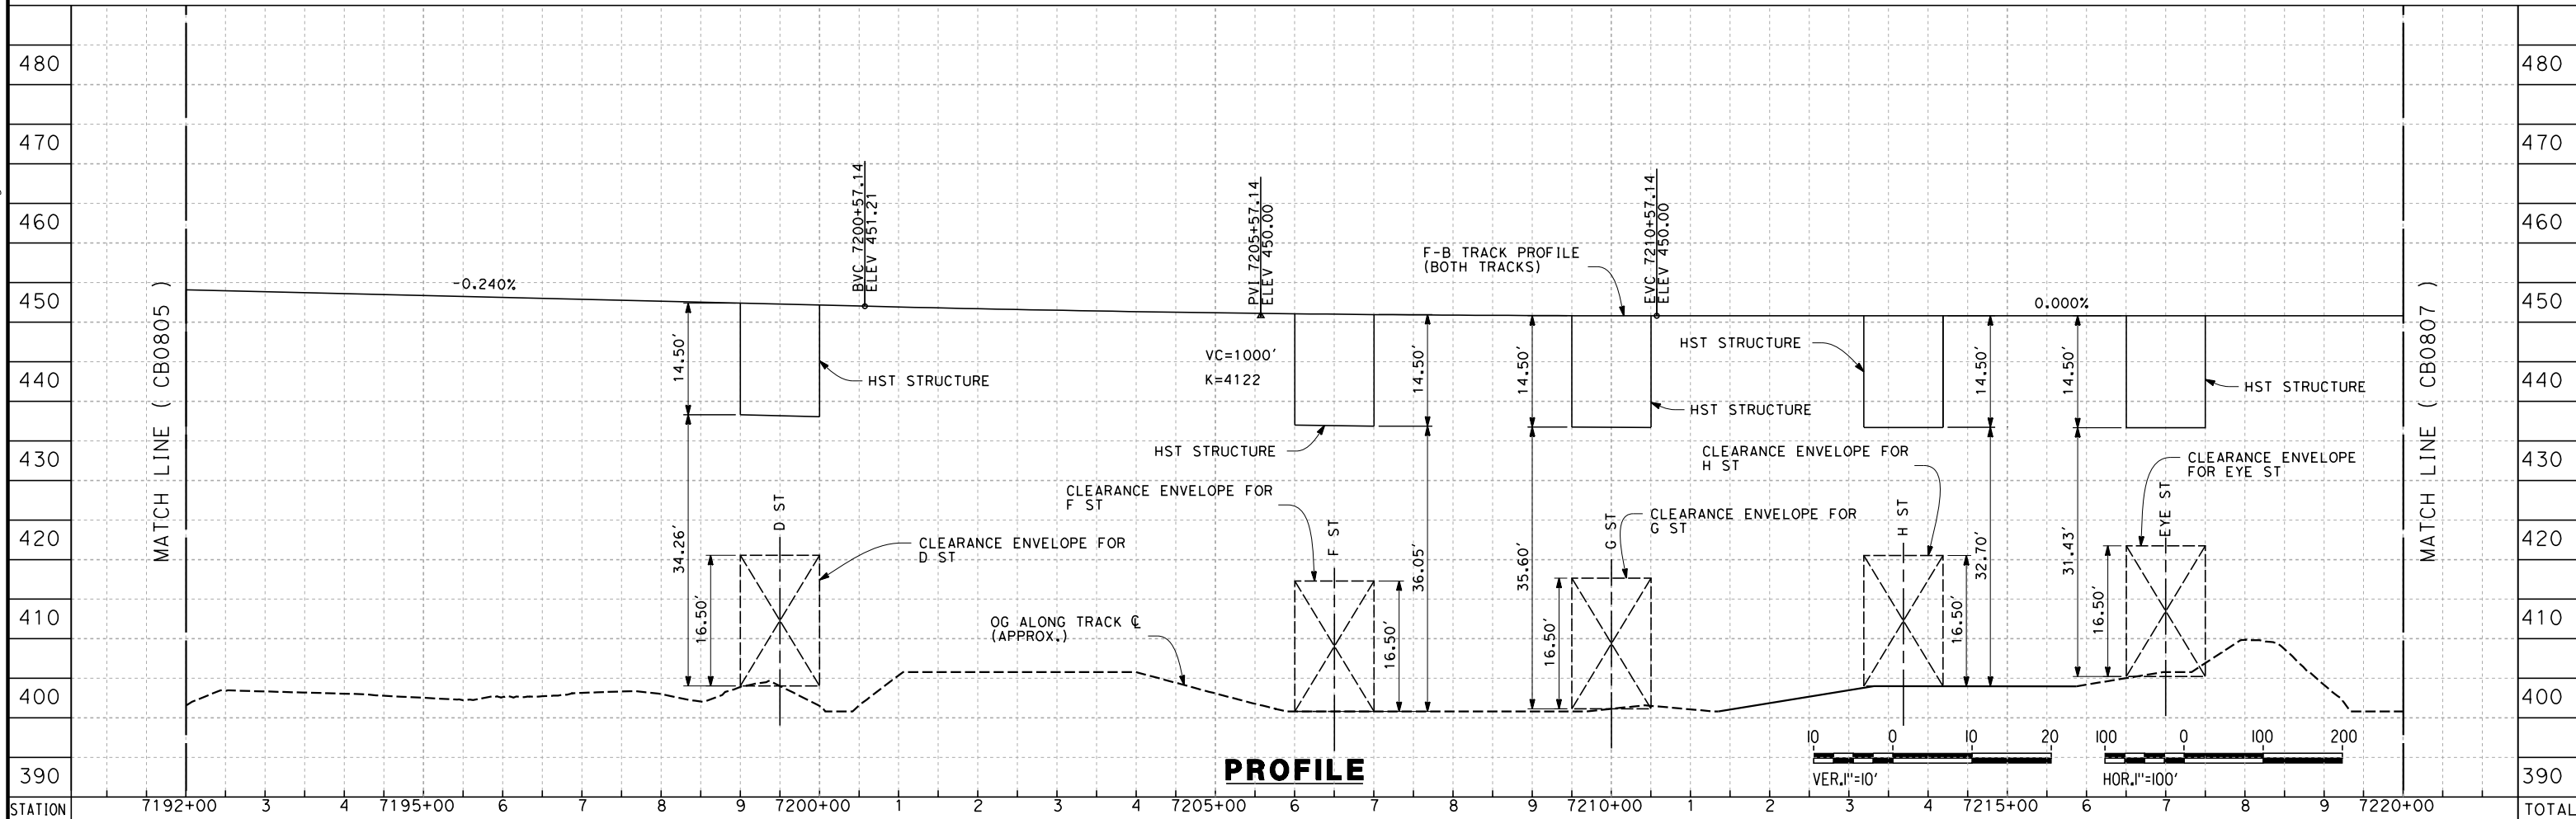 480
470
460
450
440
430
420
410
400
390
STATION
MATCH LINE ( CB0805 )
-0.240%
14.50'
34.26'
16.50'
HST STRUCTURE
D ST
CLEARANCE ENVELOPE FOR
D ST
BVC 7200+57.14
ELEV 451.21
OG ALONG TRACK ℄
(APPROX.)
PVI 7205+57.14
ELEV 450.00
VC=1000'
K=4122
HST STRUCTURE
CLEARANCE ENVELOPE FOR
F ST
F ST
14.50'
36.05'
16.50'
F-B TRACK PROFILE
(BOTH TRACKS)
EVC 7210+57.14
ELEV 450.00
14.50'
35.60'
16.50'
HST STRUCTURE
G ST
CLEARANCE ENVELOPE FOR
G ST
HST STRUCTURE
CLEARANCE ENVELOPE FOR
H ST
H ST
14.50'
32.70'
16.50'
0.000%
14.50'
31.43'
16.50'
HST STRUCTURE
EYE ST
CLEARANCE ENVELOPE
FOR EYE ST
MATCH LINE ( CB0807 )
480
470
460
450
440
430
420
410
400
390
TOTAL
PROFILE
10 0 10 20
VER.1"=10'
100 0 100 200
HOR.1"=100'
7192+00 3 4 7195+00 6 7 8 9 7200+00 1 2 3 4 7205+00 6 7 8 9 7210+00 1 2 3 4 7215+00 6 7 8 9 7220+00